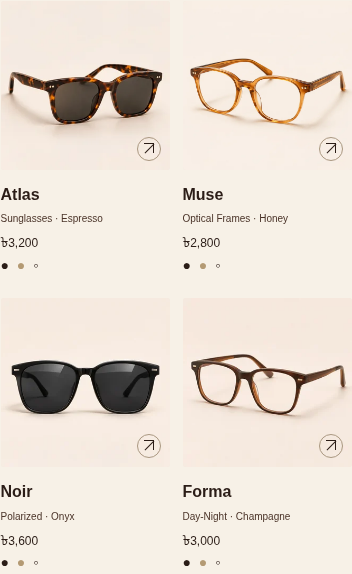 Atlas
Sunglasses · Espresso
৳3,200
Muse
Optical Frames · Honey
৳2,800
Noir
Polarized · Onyx
৳3,600
Forma
Day-Night · Champagne
৳3,000